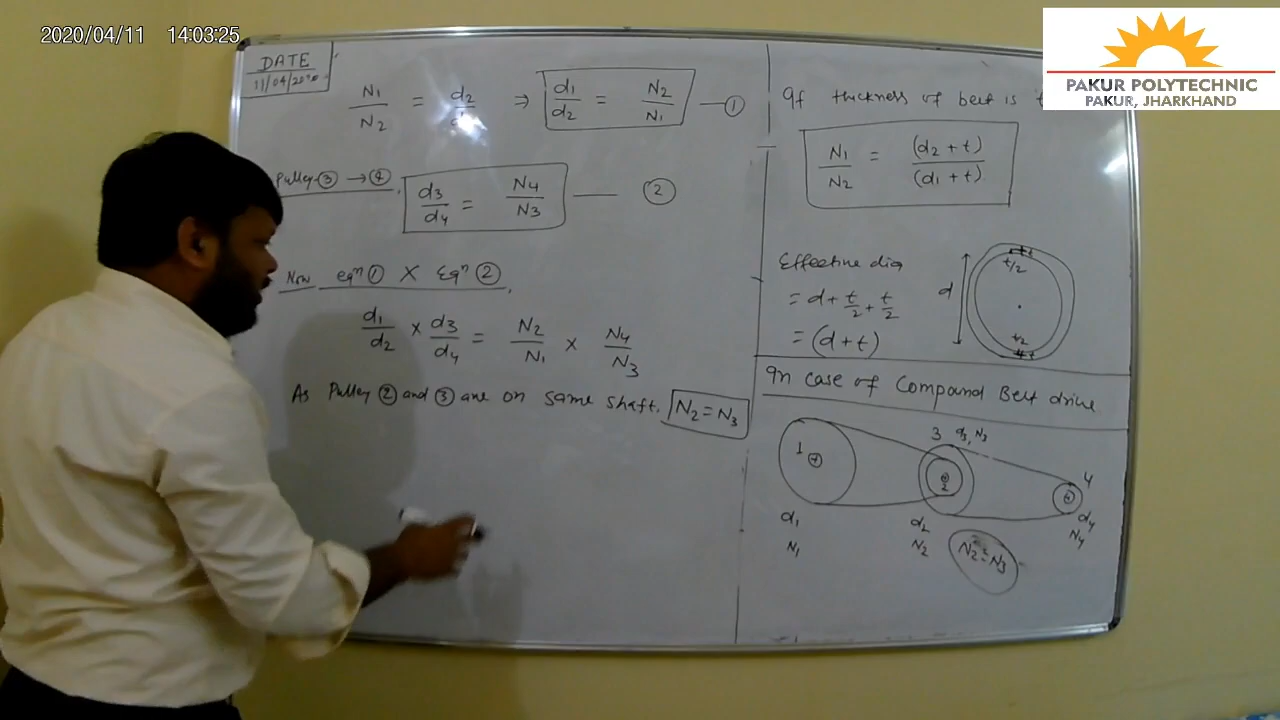 2020/04/11 14:03:25
PAKUR POLYTECHNIC
PAKUR, JHARKHAND
DATE
11/04/2020
N1/N2 = d2/ ⇒ d1/d2 = N2/N1 — ①
Pulley ③ → ④. d3/d4 = N4/N3 — ②
Now eqⁿ ① × Eqⁿ ②.
d1/d2 × d3/d4 = N2/N1 × N4/N3
As Pulley ② and ③ are on same shaft. N2 = N3
If thickness of belt is t
N1/N2 = (d2 + t)/(d1 + t)
Effective dia
= d + t/2 + t/2
= (d + t)
d
t/2
t/2
In case of Compound Belt drive
1
3 d3, N3
2
4
d1
N1
d2
N2
N2 = N3
d4
N4